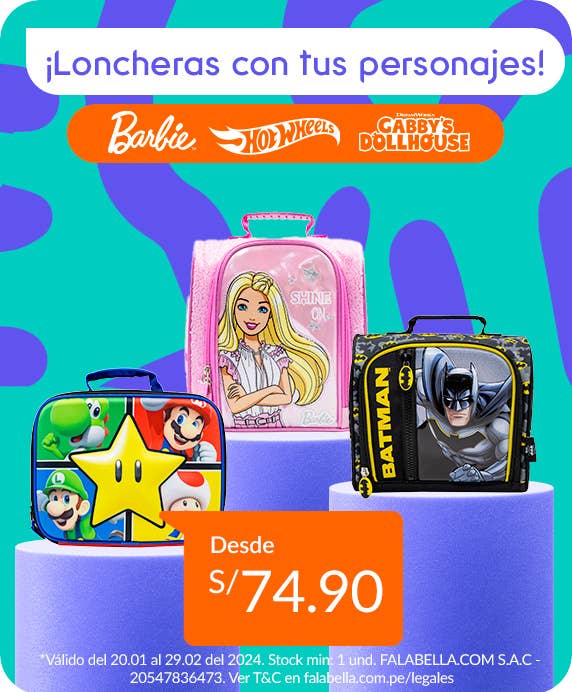 ¡Loncheras con tus personajes!
Barbie. HOT WHEELS DREAMWORKS GABBY'S DOLLHOUSE
SHINE
ON
Barbie
BATMAN
L
Desde
S/74.90
*Válido del 20.01 al 29.02 del 2024. Stock min: 1 und. FALABELLA.COM S.A.C -
20547836473. Ver T&C en falabella.com.pe/legales